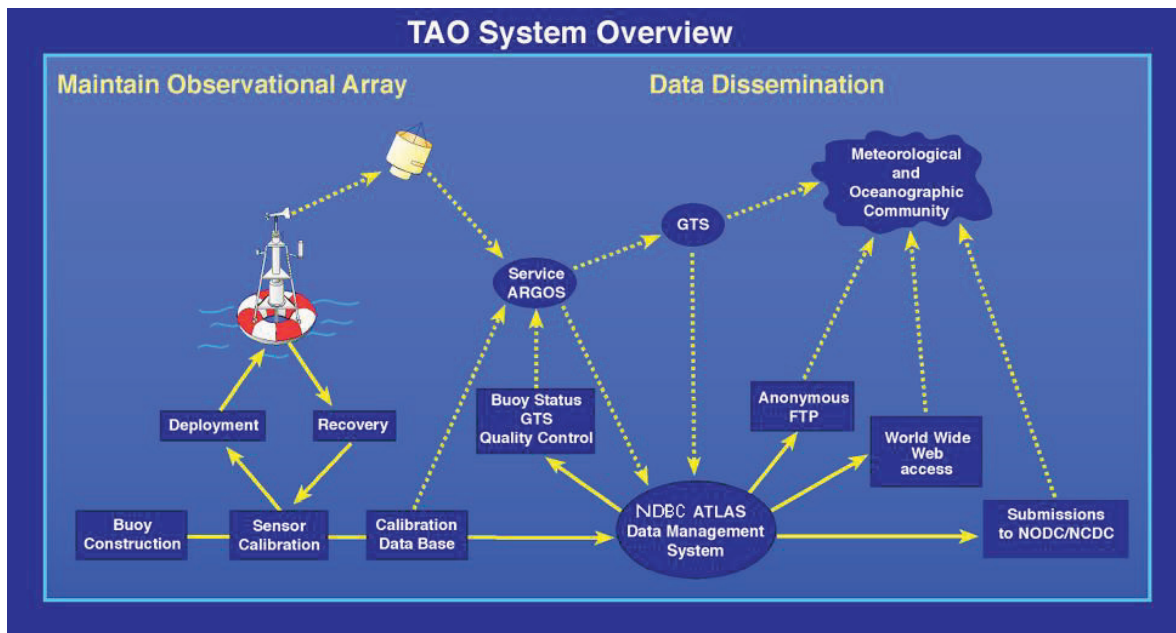 TAO System Overview
Maintain Observational Array
Data Dissemination
Meteorological
and
Oceanographic
Community
GTS
Service
ARGOS
Buoy Status
GTS
Quality Control
Anonymous
FTP
Deployment
Recovery
World Wide
Web
access
Buoy
Construction
Sensor
Calibration
Calibration
Data Base
NDBC ATLAS
Data Management
System
Submissions
to NODC/NCDC